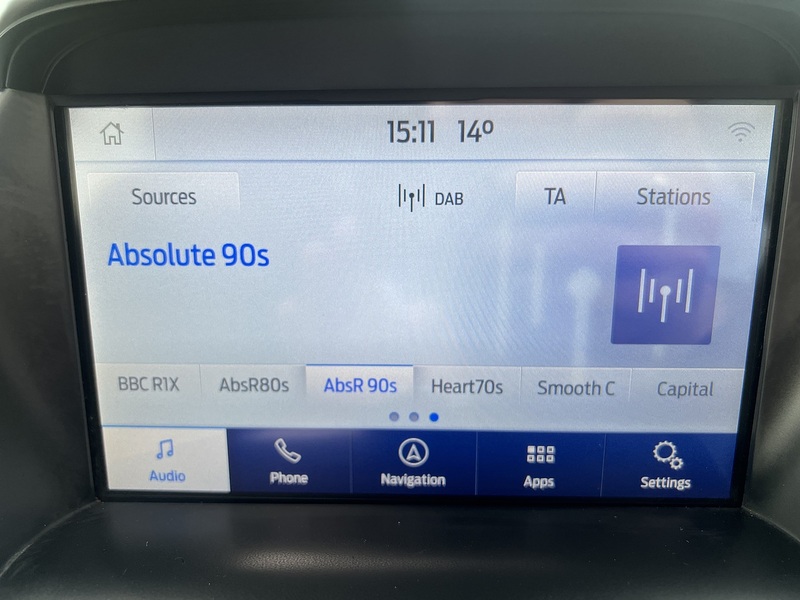 15:11 14º
Sources DAB TA Stations
Absolute 90s
BBC R1X AbsR80s AbsR 90s Heart70s Smooth C Capital
Audio Phone Navigation Apps Settings